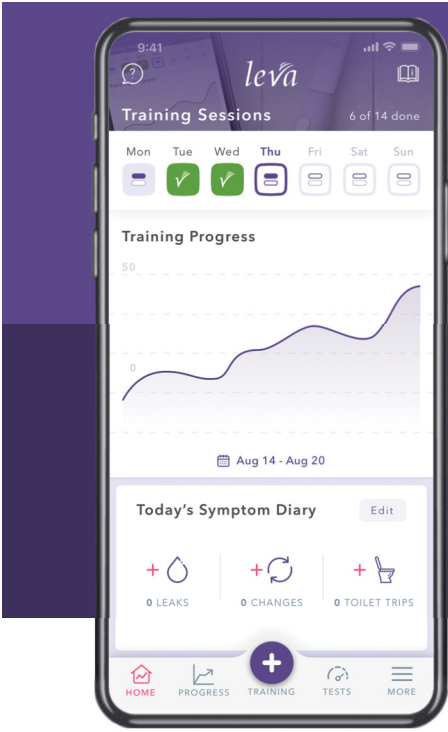 9:41
?
leva
Training Sessions
6 of 14 done
Mon Tue Wed Thu Fri Sat Sun
Training Progress
50
0
Aug 14 - Aug 20
Today's Symptom Diary
Edit
0 LEAKS
0 CHANGES
0 TOILET TRIPS
HOME
PROGRESS
TRAINING
TESTS
MORE